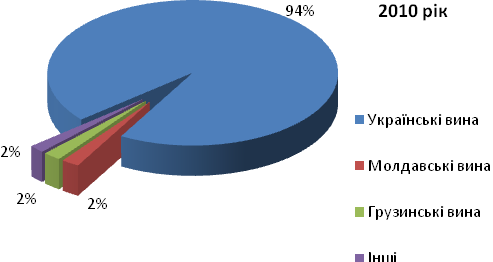 94%
2010 рік
Українські вина
Молдавські вина
Грузинські вина
Інші
2%
2%
2%